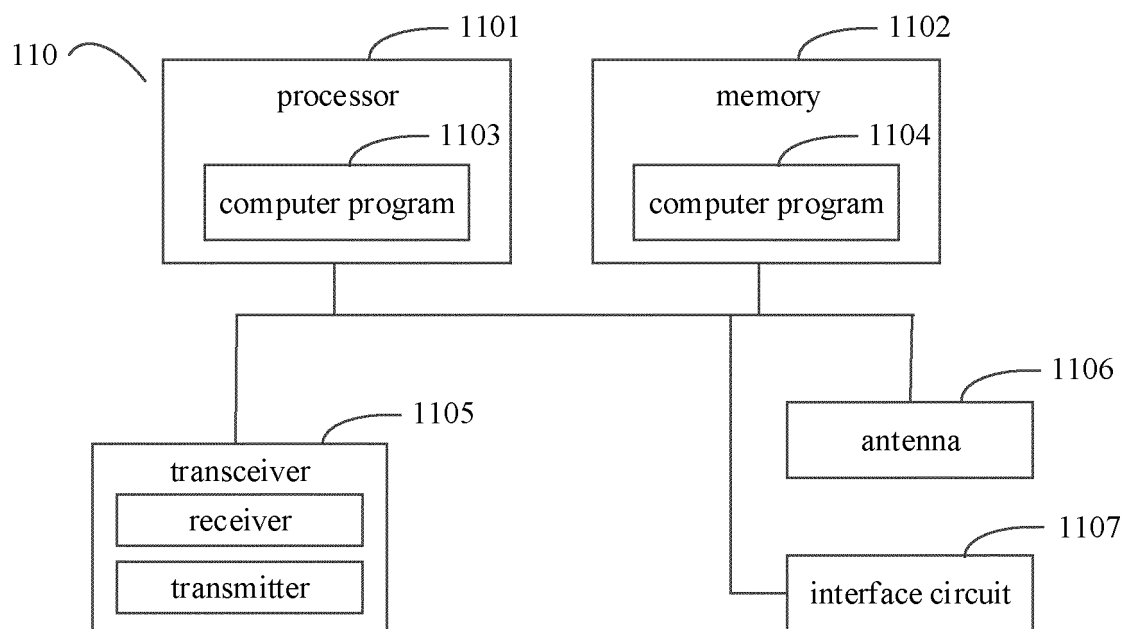 110
1101
1102
processor
memory
1103
1104
computer program
computer program
1105
1106
transceiver
antenna
receiver
1107
transmitter
interface circuit